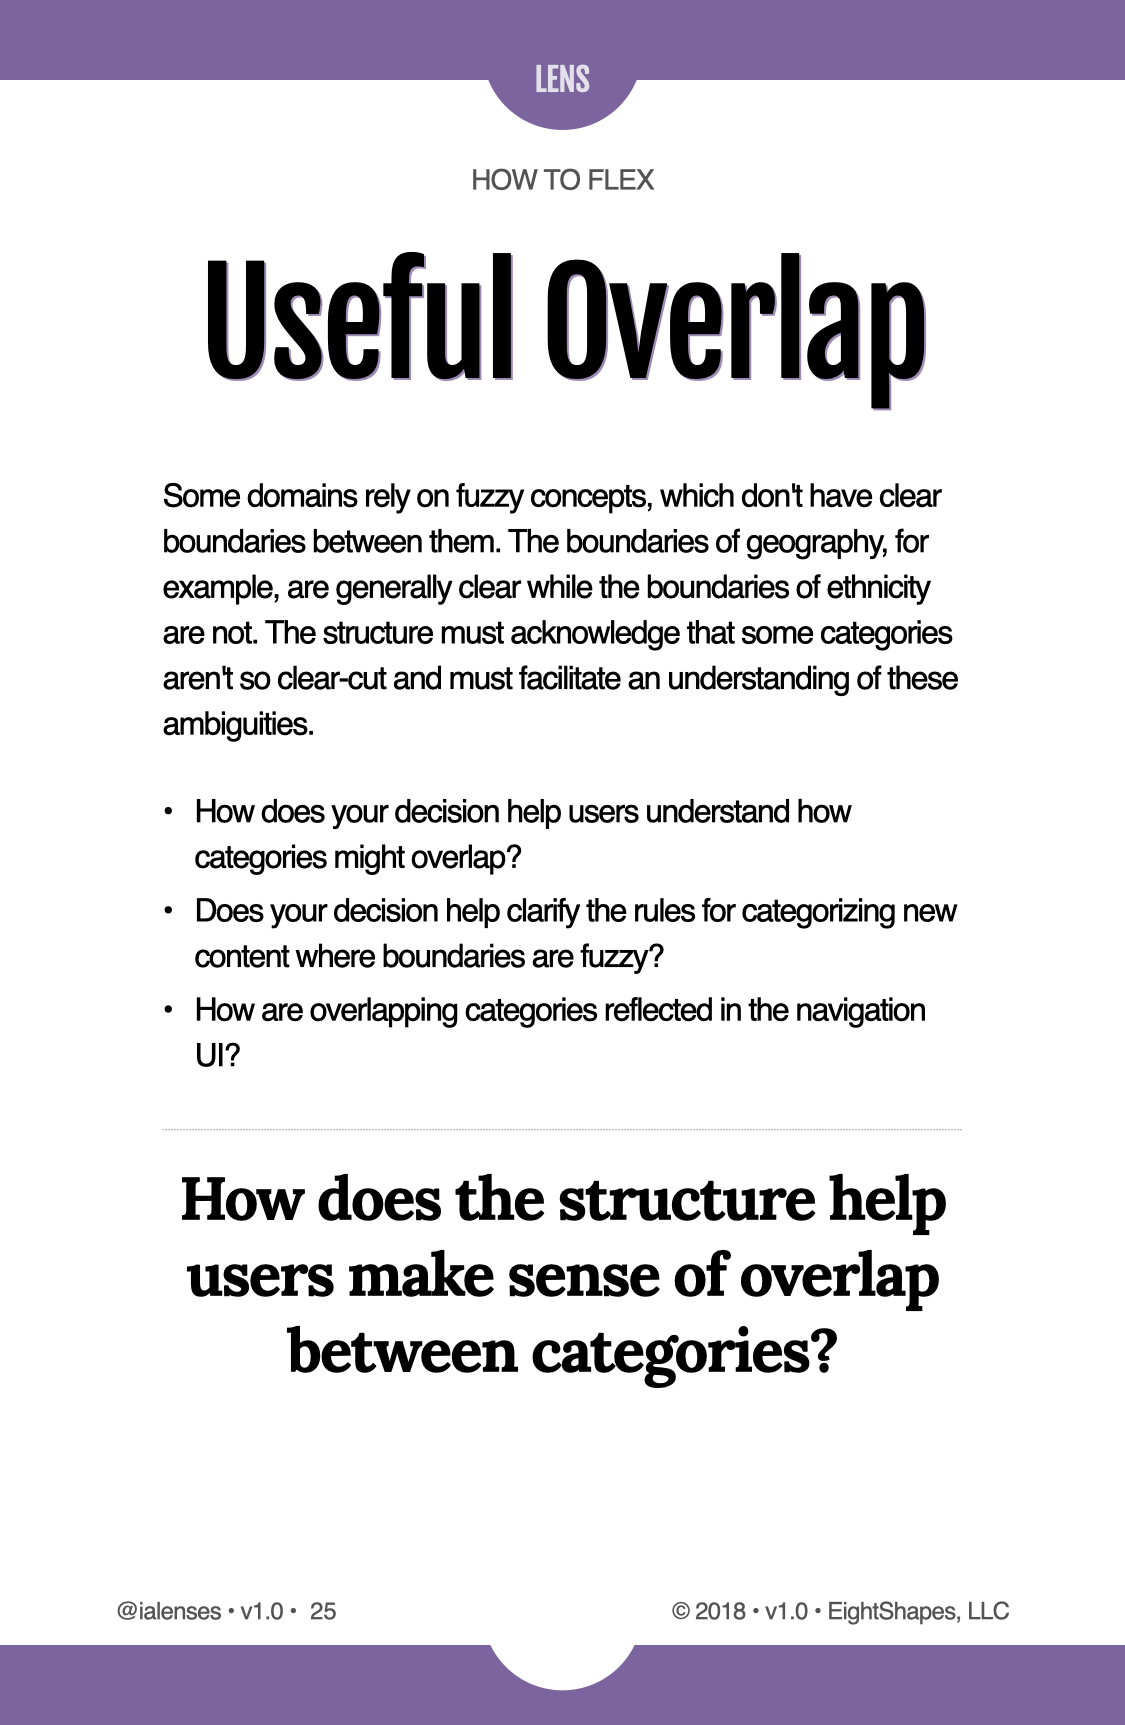 LENS
HOW TO FLEX
Useful Overlap
Some domains rely on fuzzy concepts, which don't have clear
boundaries between them. The boundaries of geography, for
example, are generally clear while the boundaries of ethnicity
are not. The structure must acknowledge that some categories
aren't so clear-cut and must facilitate an understanding of these
ambiguities.
• How does your decision help users understand how
categories might overlap?
• Does your decision help clarify the rules for categorizing new
content where boundaries are fuzzy?
• How are overlapping categories reflected in the navigation
UI?
How does the structure help
users make sense of overlap
between categories?
@ialenses • v1.0 • 25
© 2018 • v1.0 • EightShapes, LLC